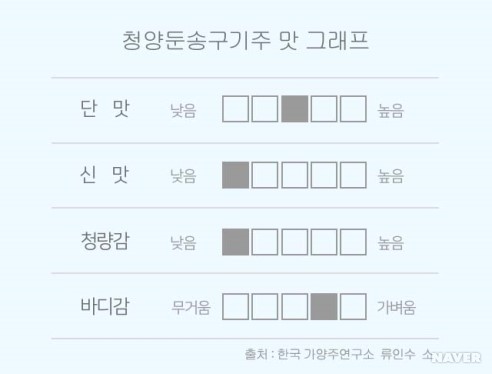 청양둔송구기주 맛 그래프
단 맛 낮음 높음
신 맛 낮음 높음
청량감 낮음 높음
바디감 무거움 가벼움
출처 : 한국 가양주연구소 류인수 소
NAVER